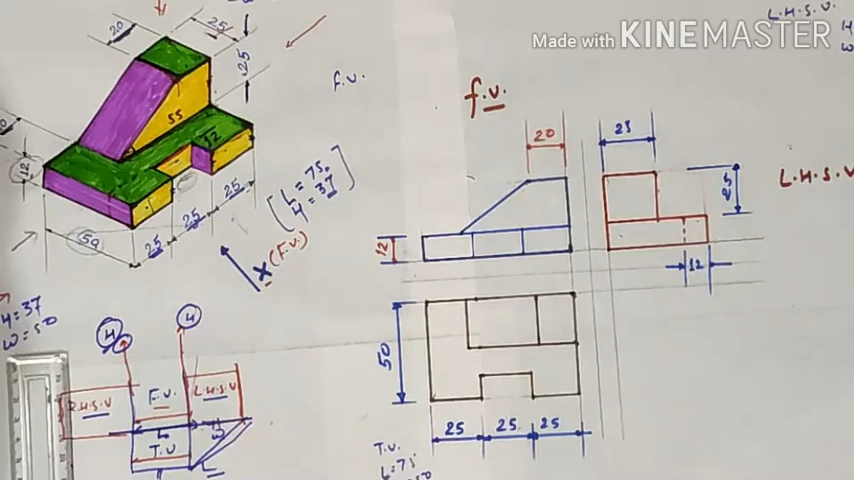 Made with KINEMASTER
L.H.S.V.
H
W
20
25
25
f.v.
55
12
12
L = 75
H = 37
25
25
25
50
X (F.V.)
f.v.
20
25
25
L.H.S.V
12
12
H = 37
W = 50
H
H
R.H.S.V
F.V.
L.H.S.V
L
W
T.V
L
50
25
25
25
T.V.
L = 75